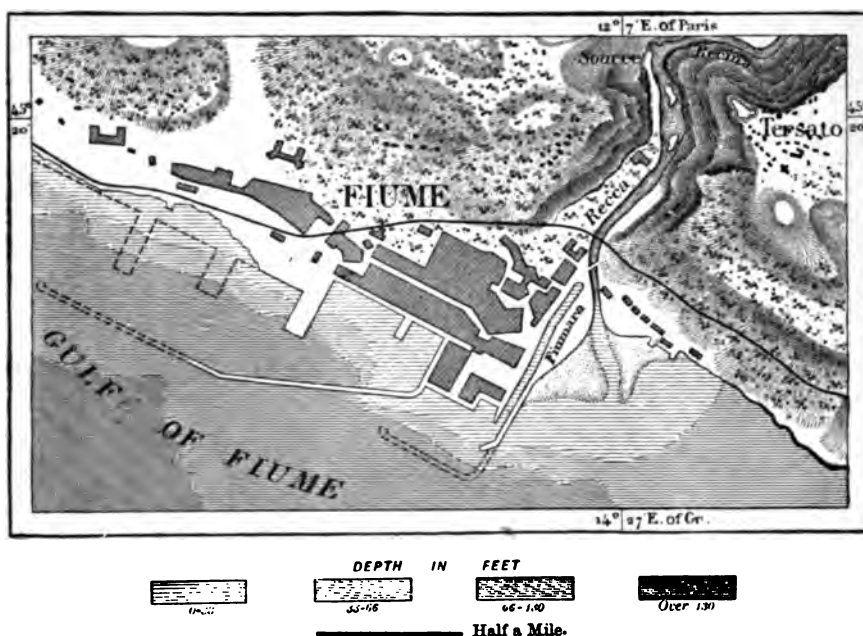 12° 7' E. of Paris
Source
Recina
45° 20
45° 20
Tersato
FIUME
Recca
Fiumara
GULF OF FIUME
14° 27' E. of Gr.
DEPTH IN FEET
33-66
66-130
Over 130
Half a Mile.